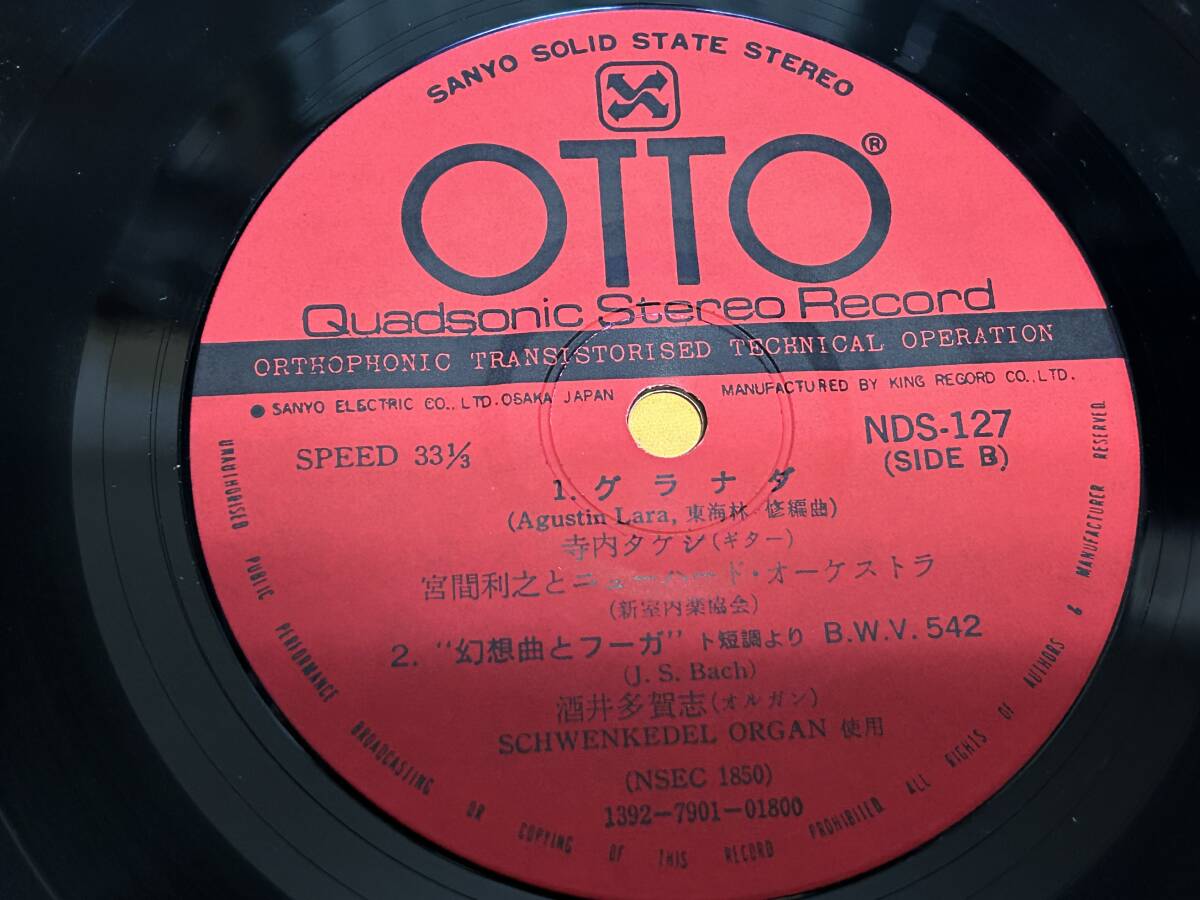 SANYO SOLID STATE STEREO
OTTO®
Quadsonic Stereo Record
ORTHOPHONIC TRANSISTORISED TECHNICAL OPERATION
● SANYO ELECTRIC CO., LTD. OSAKA JAPAN MANUFACTURED BY KING RECORD CO., LTD.
SPEED 33⅓
NDS-127
(SIDE B)
1. グラナダ
(Agustin Lara, 東海林 修編曲)
寺内タケシ(ギター)
宮間利之とニューハード・オーケストラ
(新室内楽協会)
2. “幻想曲とフーガ” ト短調より B.W.V. 542
(J. S. Bach)
酒井多賀志(オルガン)
SCHWENKEDEL ORGAN 使用
(NSEC 1850)
1392-7901-01800
UNAUTHORISED PUBLIC PERFORMANCE BROADCASTING OR COPYING OF THIS RECORD PROHIBITED. ALL RIGHTS OF AUTHORS & MANUFACTURER RESERVED.